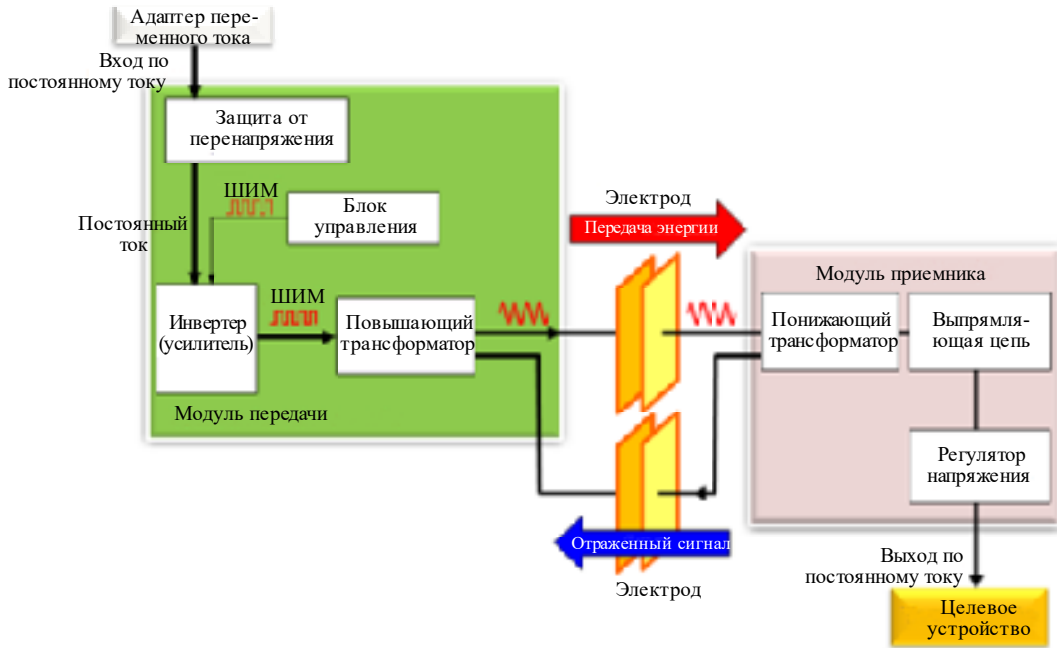 Адаптер пере-
менного тока
Вход по
постоянному току
Защита от
перенапряжения
ШИМ
Блок
управления
Постоянный
ток
Инвертер
(усилитель)
ШИМ
Повышающий
трансформатор
Модуль передачи
Электрод
Передача энергии
Модуль приемника
Понижающий
трансформатор
Выпрямля-
ющая цепь
Регулятор
напряжения
Отраженный сигнал
Электрод
Выход по
постоянному току
Целевое
устройство